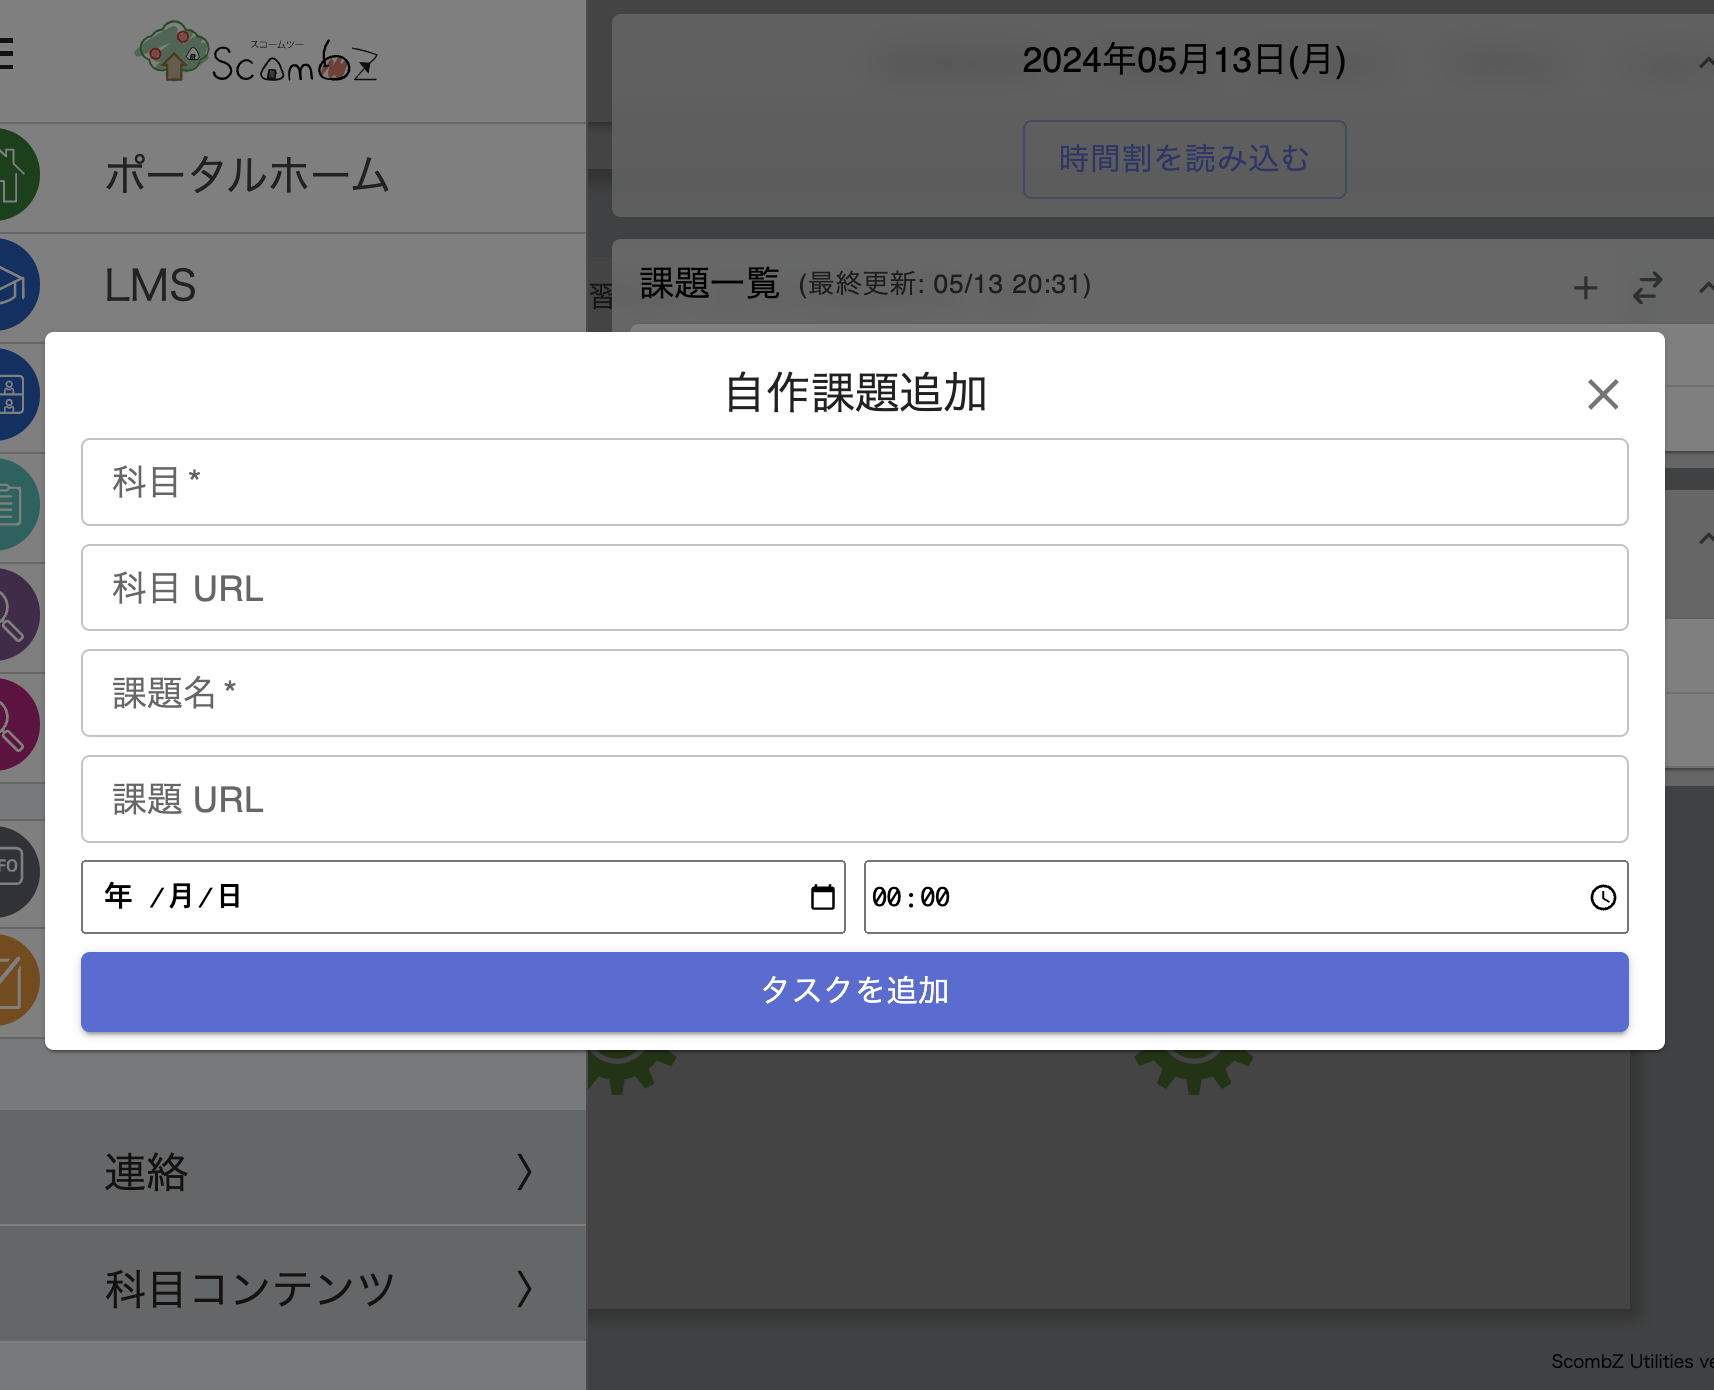 スコームツー
ScombZ
ポータルホーム
LMS
2024年05月13日(月)
時間割を読み込む
習
課題一覧 (最終更新: 05/13 20:31)
自作課題追加
科目*
科目 URL
課題名*
課題 URL
年 /月/日
00:00
タスクを追加
FO
連絡
科目コンテンツ
ScombZ Utilities ve